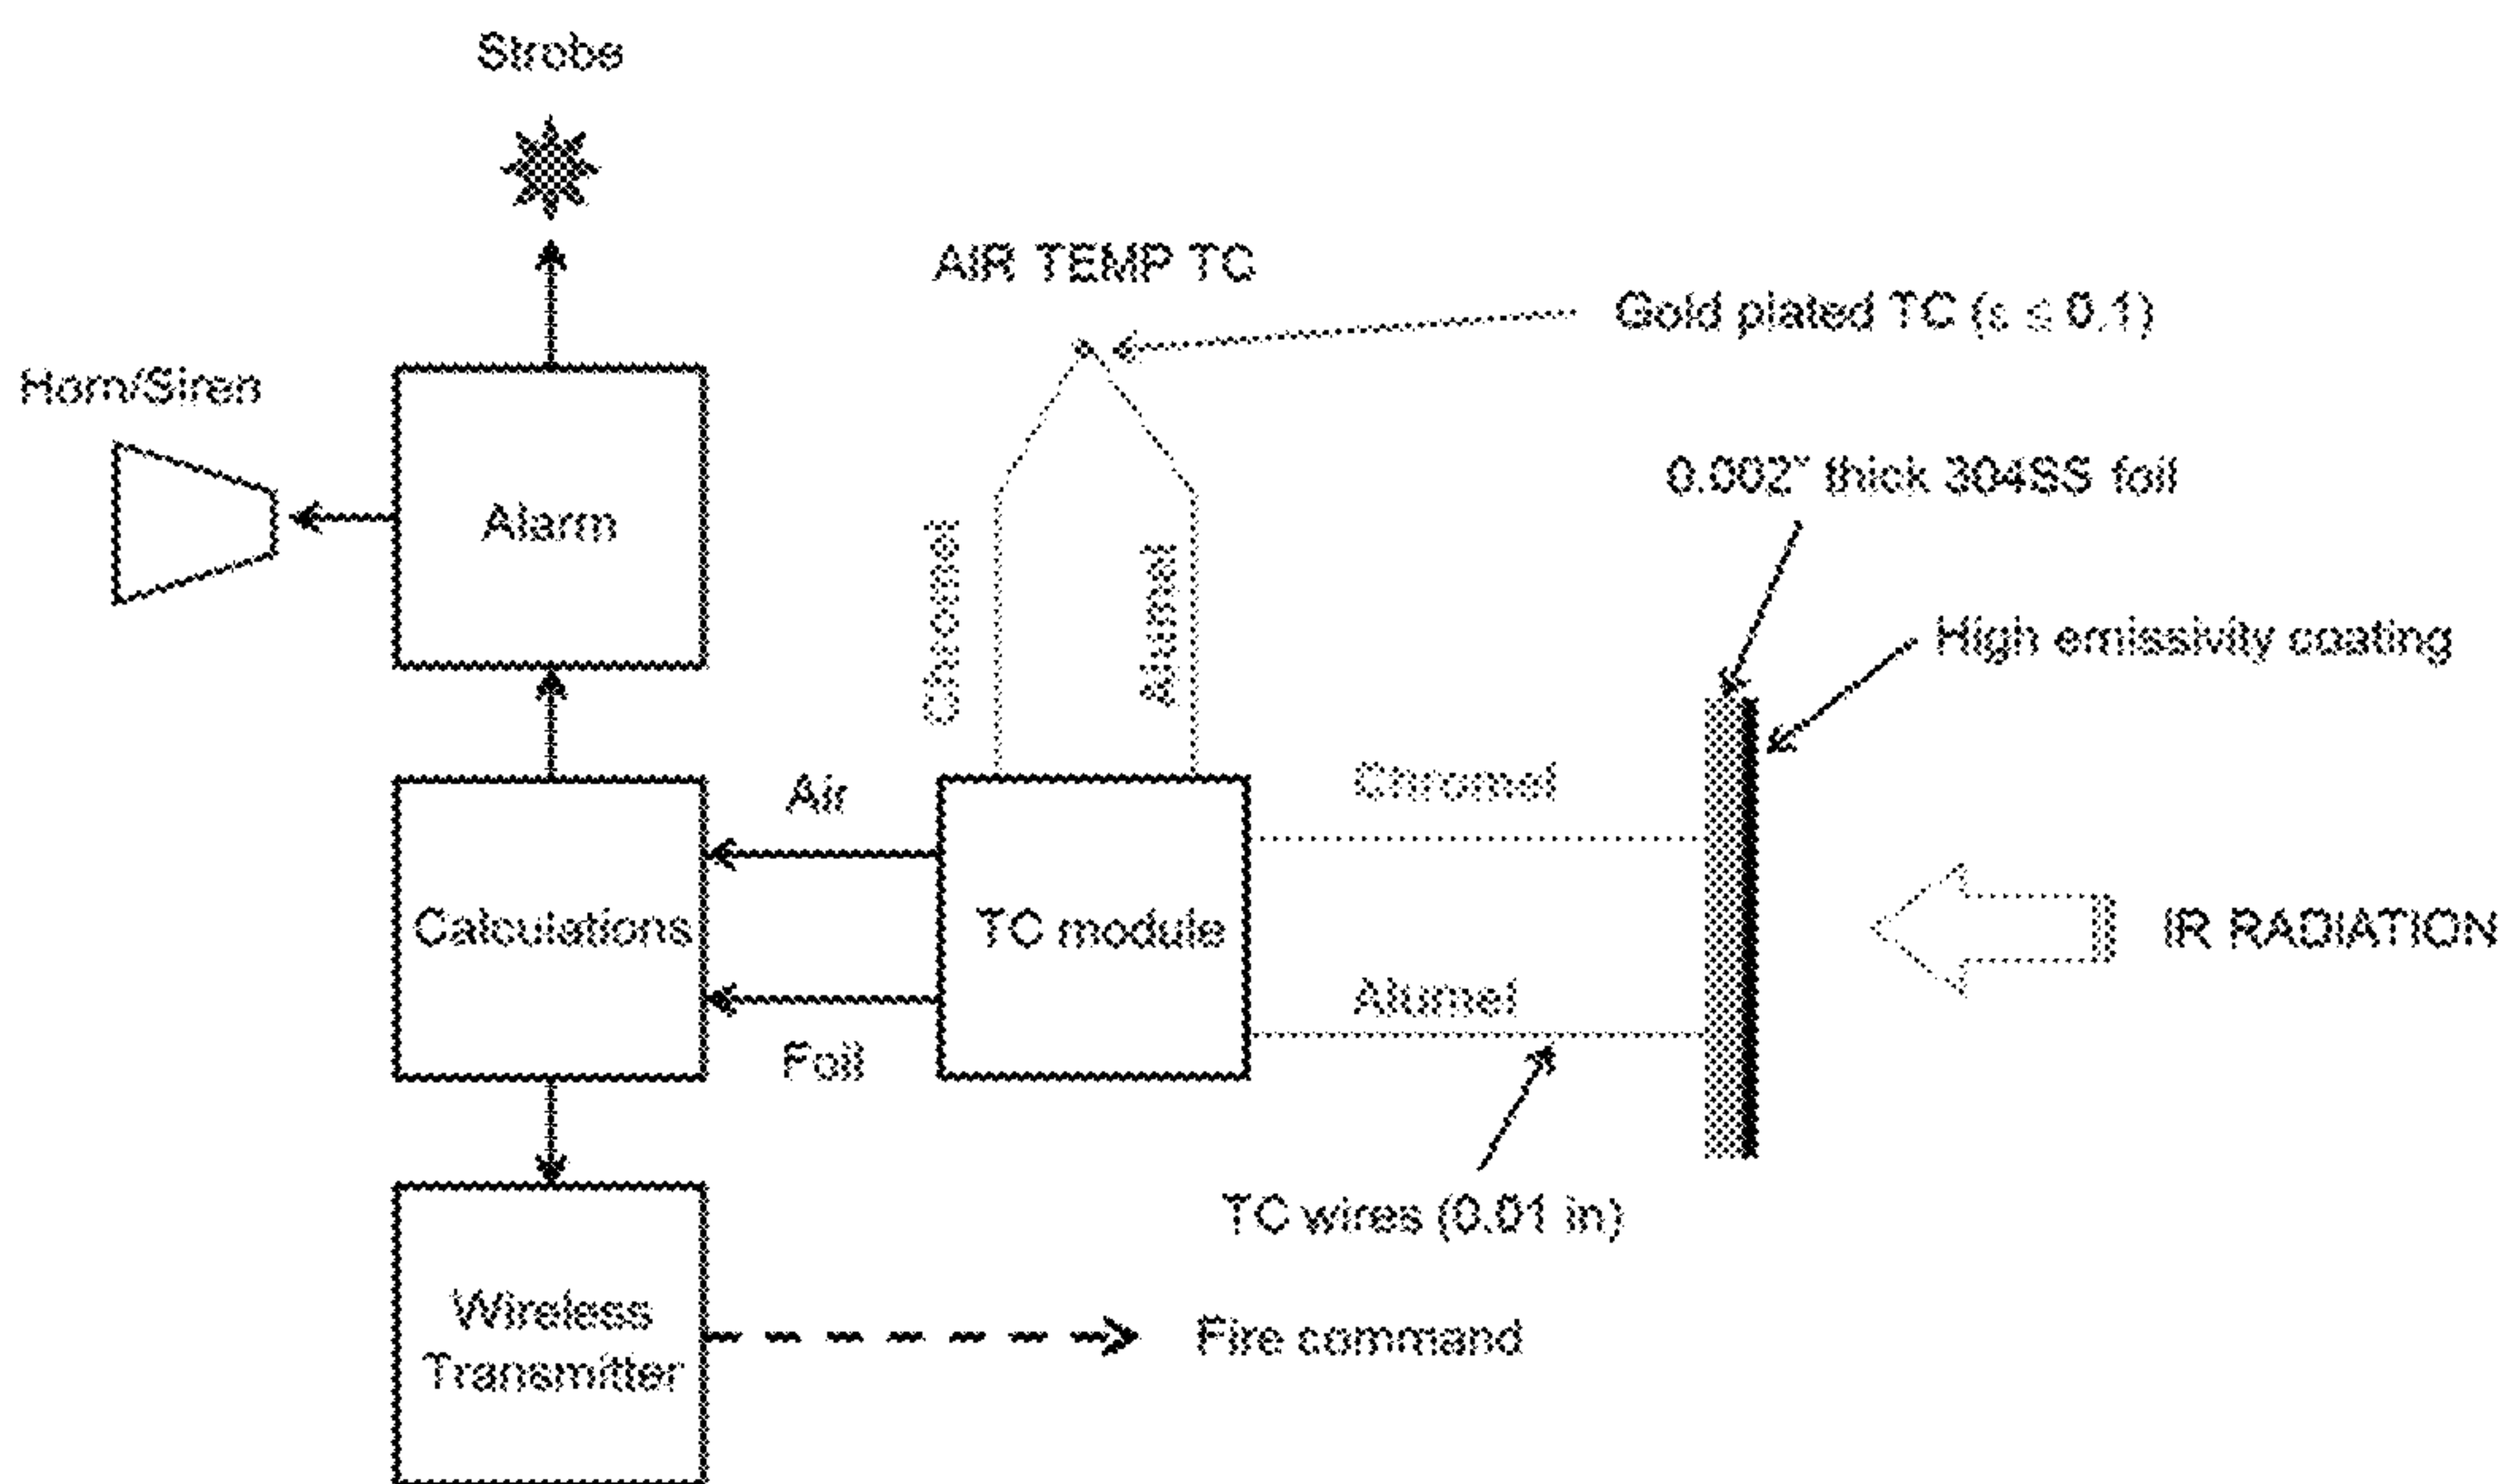 Strobs
AIR TEMP TC
Gold plated TC (ε ≤ 0.1)
Horn/Siren
0.002" thick 304SS foil
Alarm
Chromel
Alumel
High emissivity coating
Air
Chromel
Calculations
TC module
IR RADIATION
Alumel
Foil
TC wires (0.01 in)
Wireless
Transmitter
Fire command